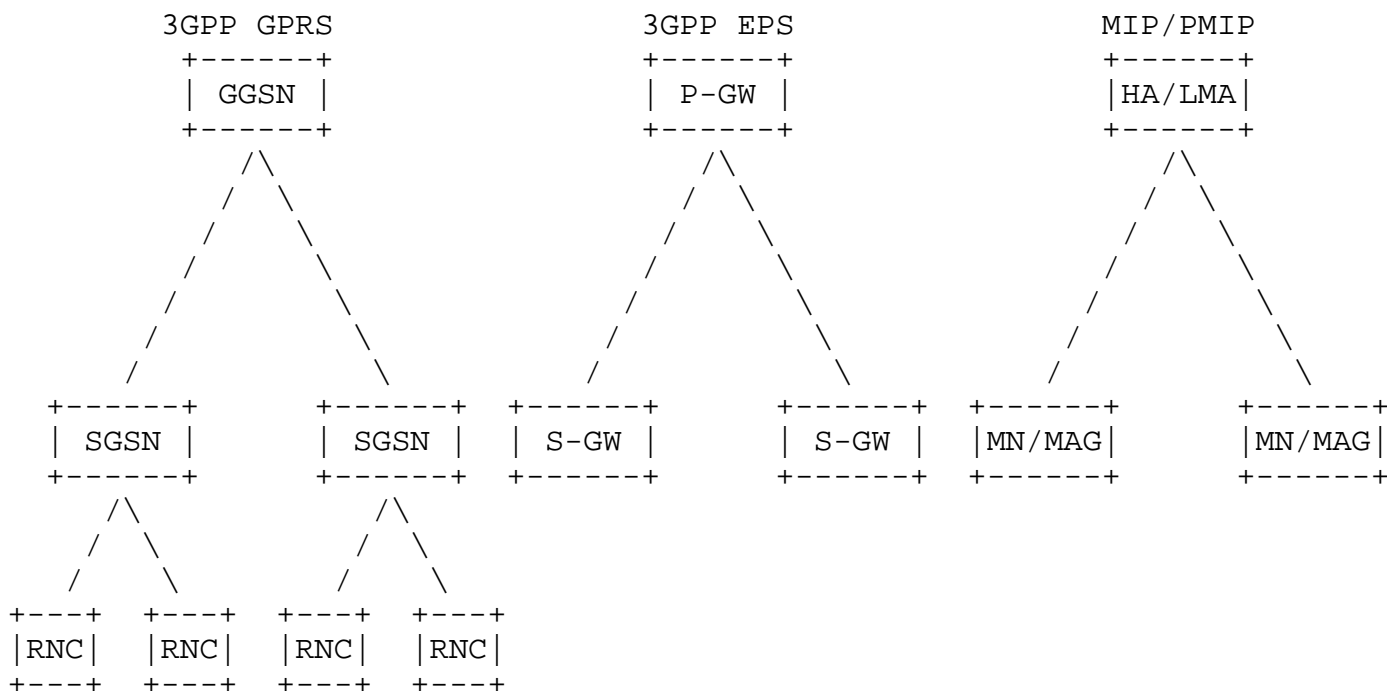 3GPP GPRS 3GPP EPS MIP/PMIP
GGSN P-GW HA/LMA
SGSN SGSN S-GW S-GW MN/MAG MN/MAG
RNC RNC RNC RNC